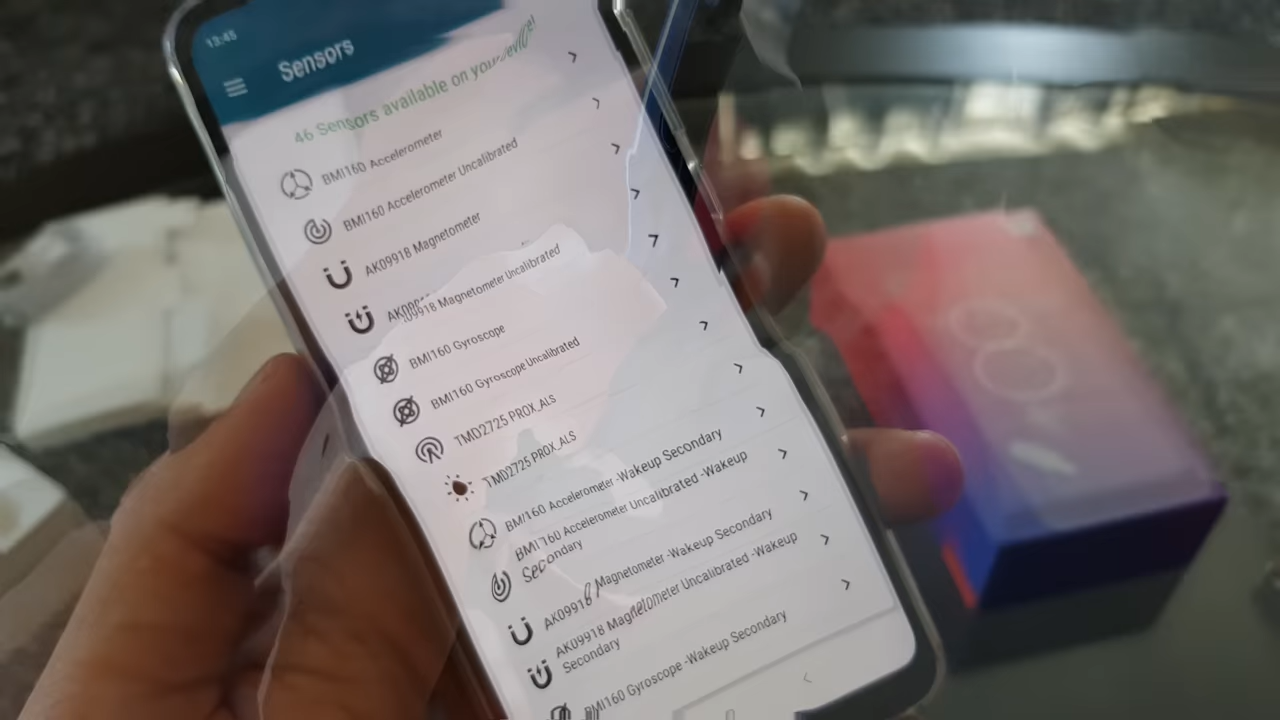 13:45
Sensors
46 Sensors available on your device!
BMI160 Accelerometer
BMI160 Accelerometer Uncalibrated
AK09918 Magnetometer
AK09918 Magnetometer Uncalibrated
BMI160 Gyroscope
BMI160 Gyroscope Uncalibrated
TMD2725 PROX_ALS
TMD2725 PROX_ALS
BMI160 Accelerometer -Wakeup Secondary
BMI160 Accelerometer Uncalibrated -Wakeup
Secondary
AK09918 Magnetometer -Wakeup Secondary
AK09918 Magnetometer Uncalibrated -Wakeup
Secondary
BMI160 Gyroscope -Wakeup Secondary